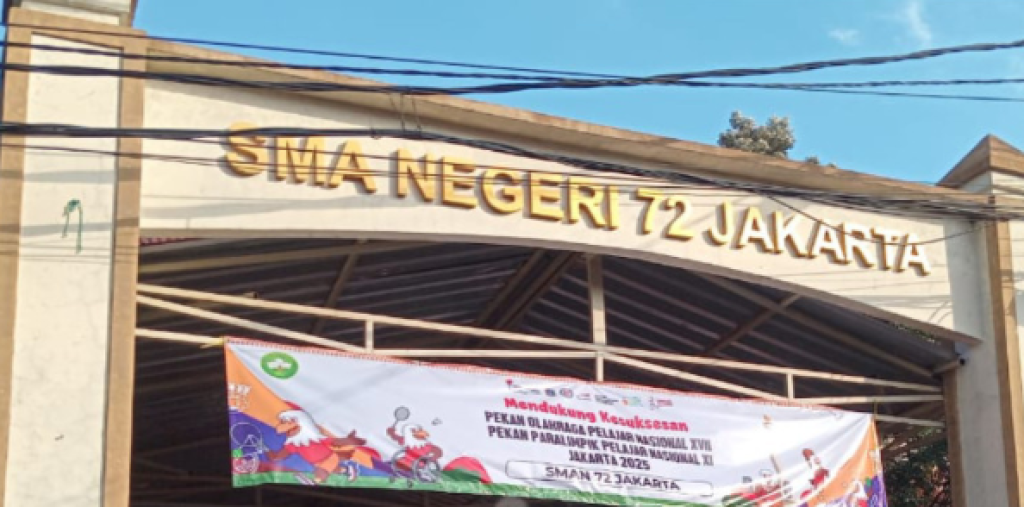 SMA NEGERI 72 JAKARTA
Mendukung Kesuksesan
PEKAN OLAHRAGA PELAJAR NASIONAL XVII
PEKAN PARALIMPIK PELAJAR NASIONAL XI
JAKARTA 2025
SMAN 72 JAKARTA